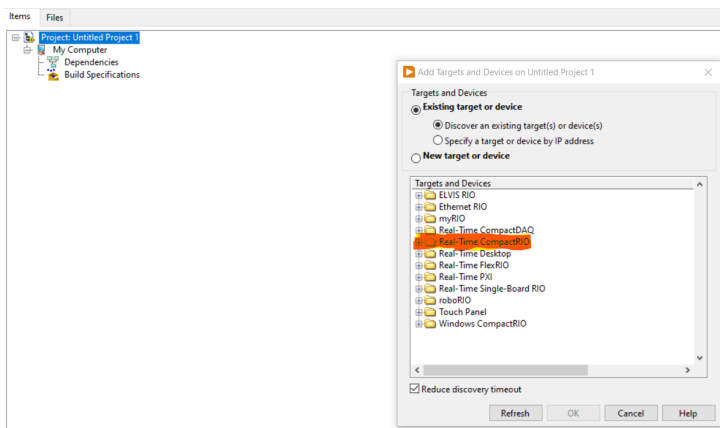 Items Files
Project: Untitled Project 1
My Computer
Dependencies
Build Specifications
Add Targets and Devices on Untitled Project 1
Targets and Devices
Existing target or device
Discover an existing target(s) or device(s)
Specify a target or device by IP address
New target or device
Targets and Devices
ELVIS RIO
Ethernet RIO
myRIO
Real-Time CompactDAQ
Real-Time CompactRIO
Real-Time Desktop
Real-Time FlexRIO
Real-Time PXI
Real-Time Single-Board RIO
roboRIO
Touch Panel
Windows CompactRIO
Reduce discovery timeout
Refresh OK Cancel Help